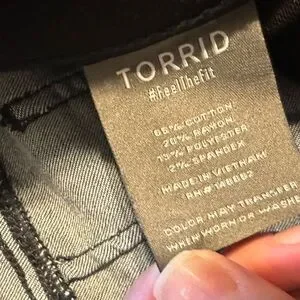 TORRID
#FeelTheFit
65% COTTON
20% RAYON
13% POLYESTER
2% SPANDEX
MADE IN VIETNAM
COLOR MAY TRANSFER
WHEN WORN OR WASHED